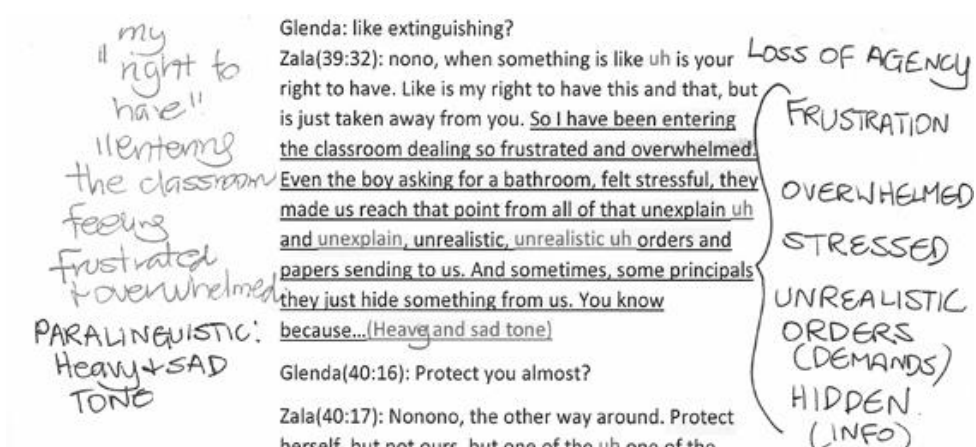 my
"right to
have"
"entering
the classroom
feeling
frustrated
+ overwhelmed
PARALINGUISTIC:
Heavy + SAD
TONE
Glenda: like extinguishing?
Zala(39:32): nono, when something is like uh is your
right to have. Like is my right to have this and that, but
is just taken away from you. So I have been entering
the classroom dealing so frustrated and overwhelmed.
Even the boy asking for a bathroom, felt stressful, they
made us reach that point from all of that unexplain uh
and unexplain, unrealistic, unrealistic uh orders and
papers sending to us. And sometimes, some principals
they just hide something from us. You know
because...(Heavy and sad tone)
Glenda(40:16): Protect you almost?
Zala(40:17): Nonono, the other way around. Protect
herself, but not ours, but one of the uh one of the
LOSS OF AGENCY
FRUSTRATION
OVERWHELMED
STRESSED
UNREALISTIC
ORDERS
(DEMANDS)
HIDDEN
(INFO)